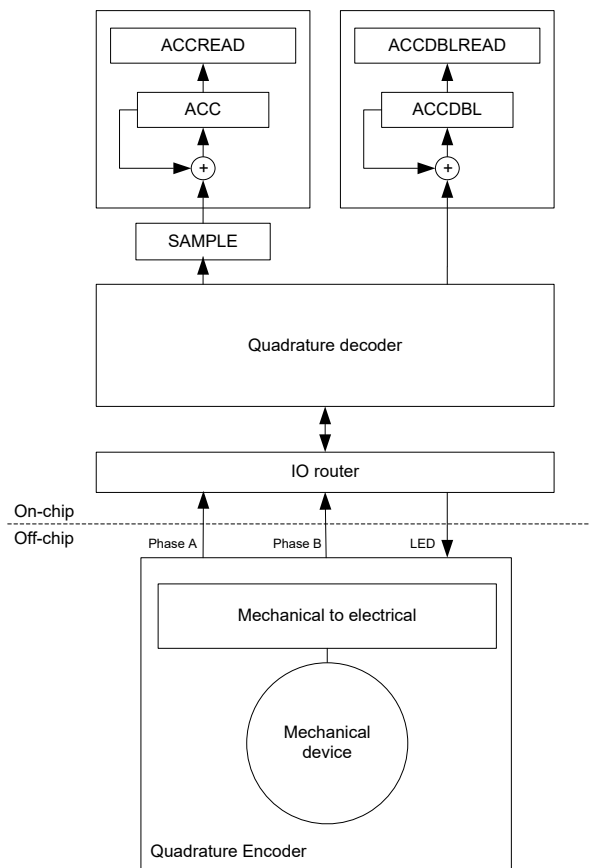 ACCREAD
ACCDBLREAD
ACC
ACCDBL
+
+
SAMPLE
Quadrature decoder
IO router
On-chip
Off-chip
Phase A
Phase B
LED
Mechanical to electrical
Mechanical
device
Quadrature Encoder